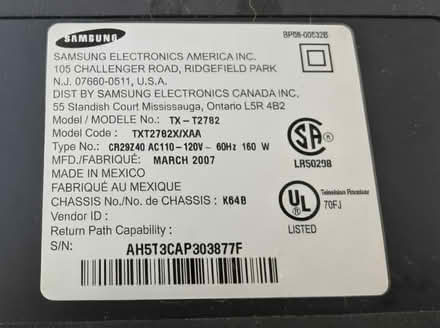 SAMSUNG
BP68-00532B
SAMSUNG ELECTRONICS AMERICA INC.
105 CHALLENGER ROAD, RIDGEFIELD PARK
N.J. 07660-0511, U.S.A.
DIST BY SAMSUNG ELECTRONICS CANADA INC.
55 Standish Court Mississauga, Ontario L5R 4B2
Model / MODELE No.: TX-T2782
Model Code : TXT2782X/XAA
Type No.: CR29Z40 AC110-120V~ 60Hz 160 W
MFD./FABRIQUÉ: MARCH 2007
MADE IN MEXICO
FABRIQUÉ AU MEXIQUE
CHASSIS No./No. de CHASSIS : K64B
Vendor ID :
Return Path Capability :
S/N: AH5T3CAP303877F
SA
LR50298
UL
Television Receiver
70FJ
LISTED